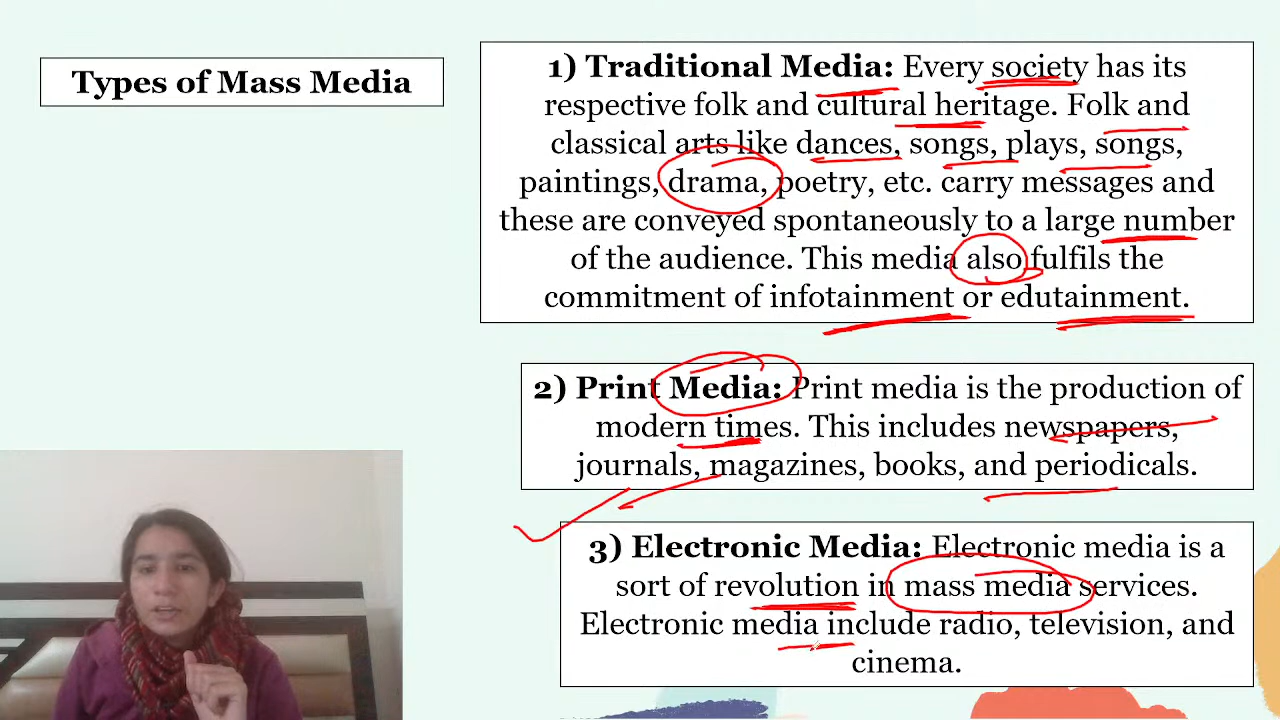 Types of Mass Media
1) Traditional Media: Every society has its
respective folk and cultural heritage. Folk and
classical arts like dances, songs, plays, songs,
paintings, drama, poetry, etc. carry messages and
these are conveyed spontaneously to a large number
of the audience. This media also fulfils the
commitment of infotainment or edutainment.
2) Print Media: Print media is the production of
modern times. This includes newspapers,
journals, magazines, books, and periodicals.
3) Electronic Media: Electronic media is a
sort of revolution in mass media services.
Electronic media include radio, television, and
cinema.